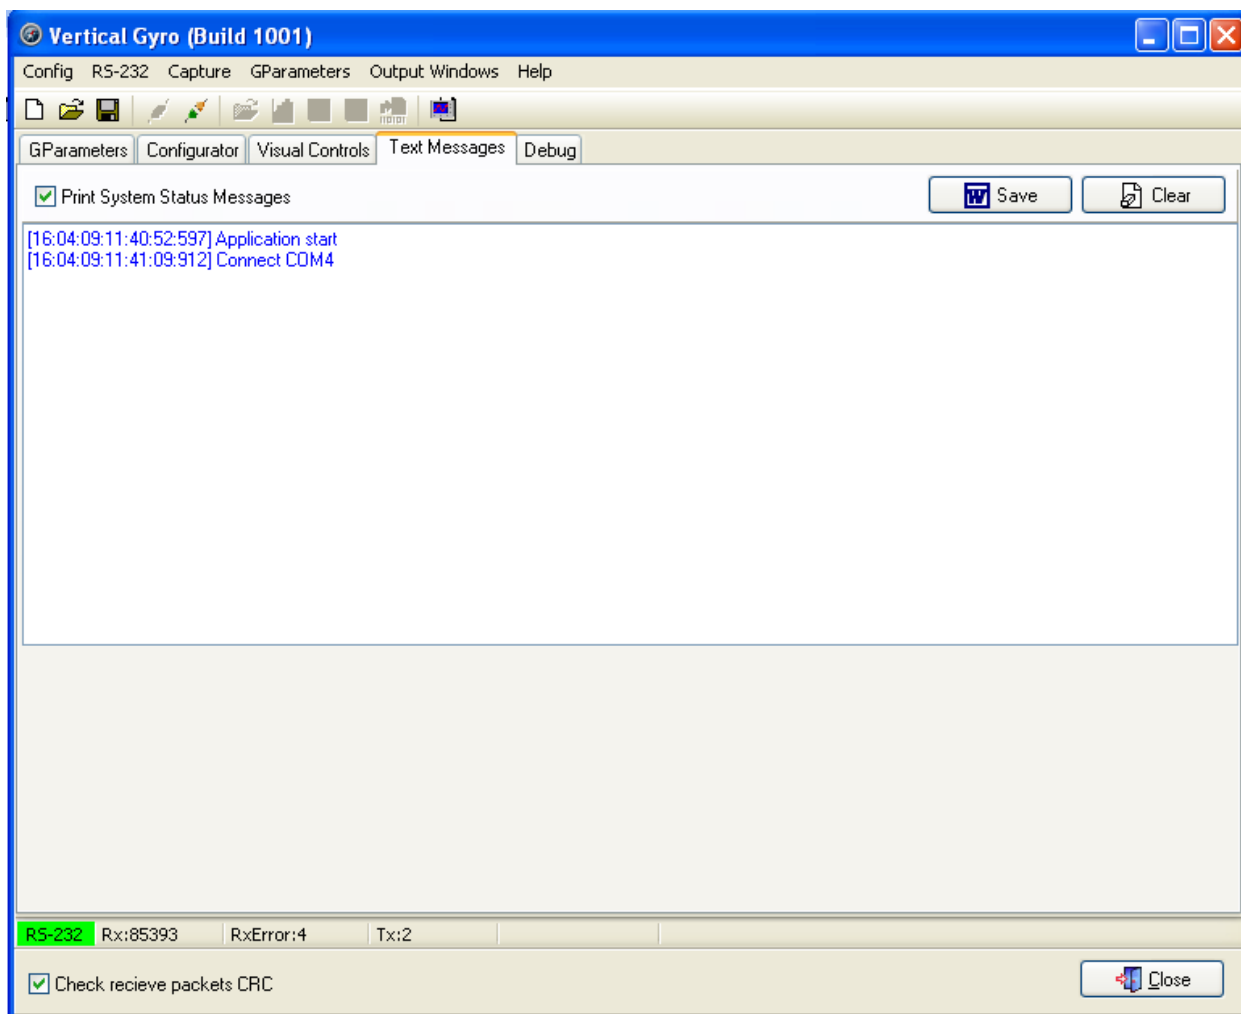 Vertical Gyro (Build 1001)
Config RS-232 Capture GParameters Output Windows Help
GParameters Configurator Visual Controls Text Messages Debug
Print System Status Messages Save Clear
[16:04:09:11:40:52:597] Application start
[16:04:09:11:41:09:912] Connect COM4
RS-232 Rx:85393 RxError:4 Tx:2
Check recieve packets CRC Close